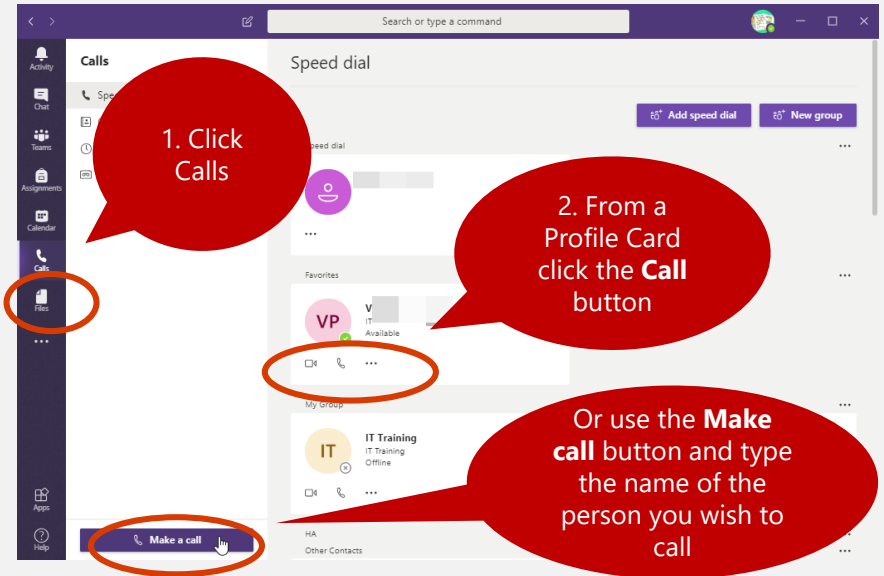 Search or type a command
Activity
Chat
Teams
Assignments
Calendar
Calls
Files
Apps
Help
Calls
Make a call
Speed dial
Add speed dial
New group
Favorites
VP
V
IT
Available
My Group
IT
IT Training
IT Training
Offline
HA
Other Contacts
1. Click
Calls
2. From a
Profile Card
click the Call
button
Or use the Make
call button and type
the name of the
person you wish to
call